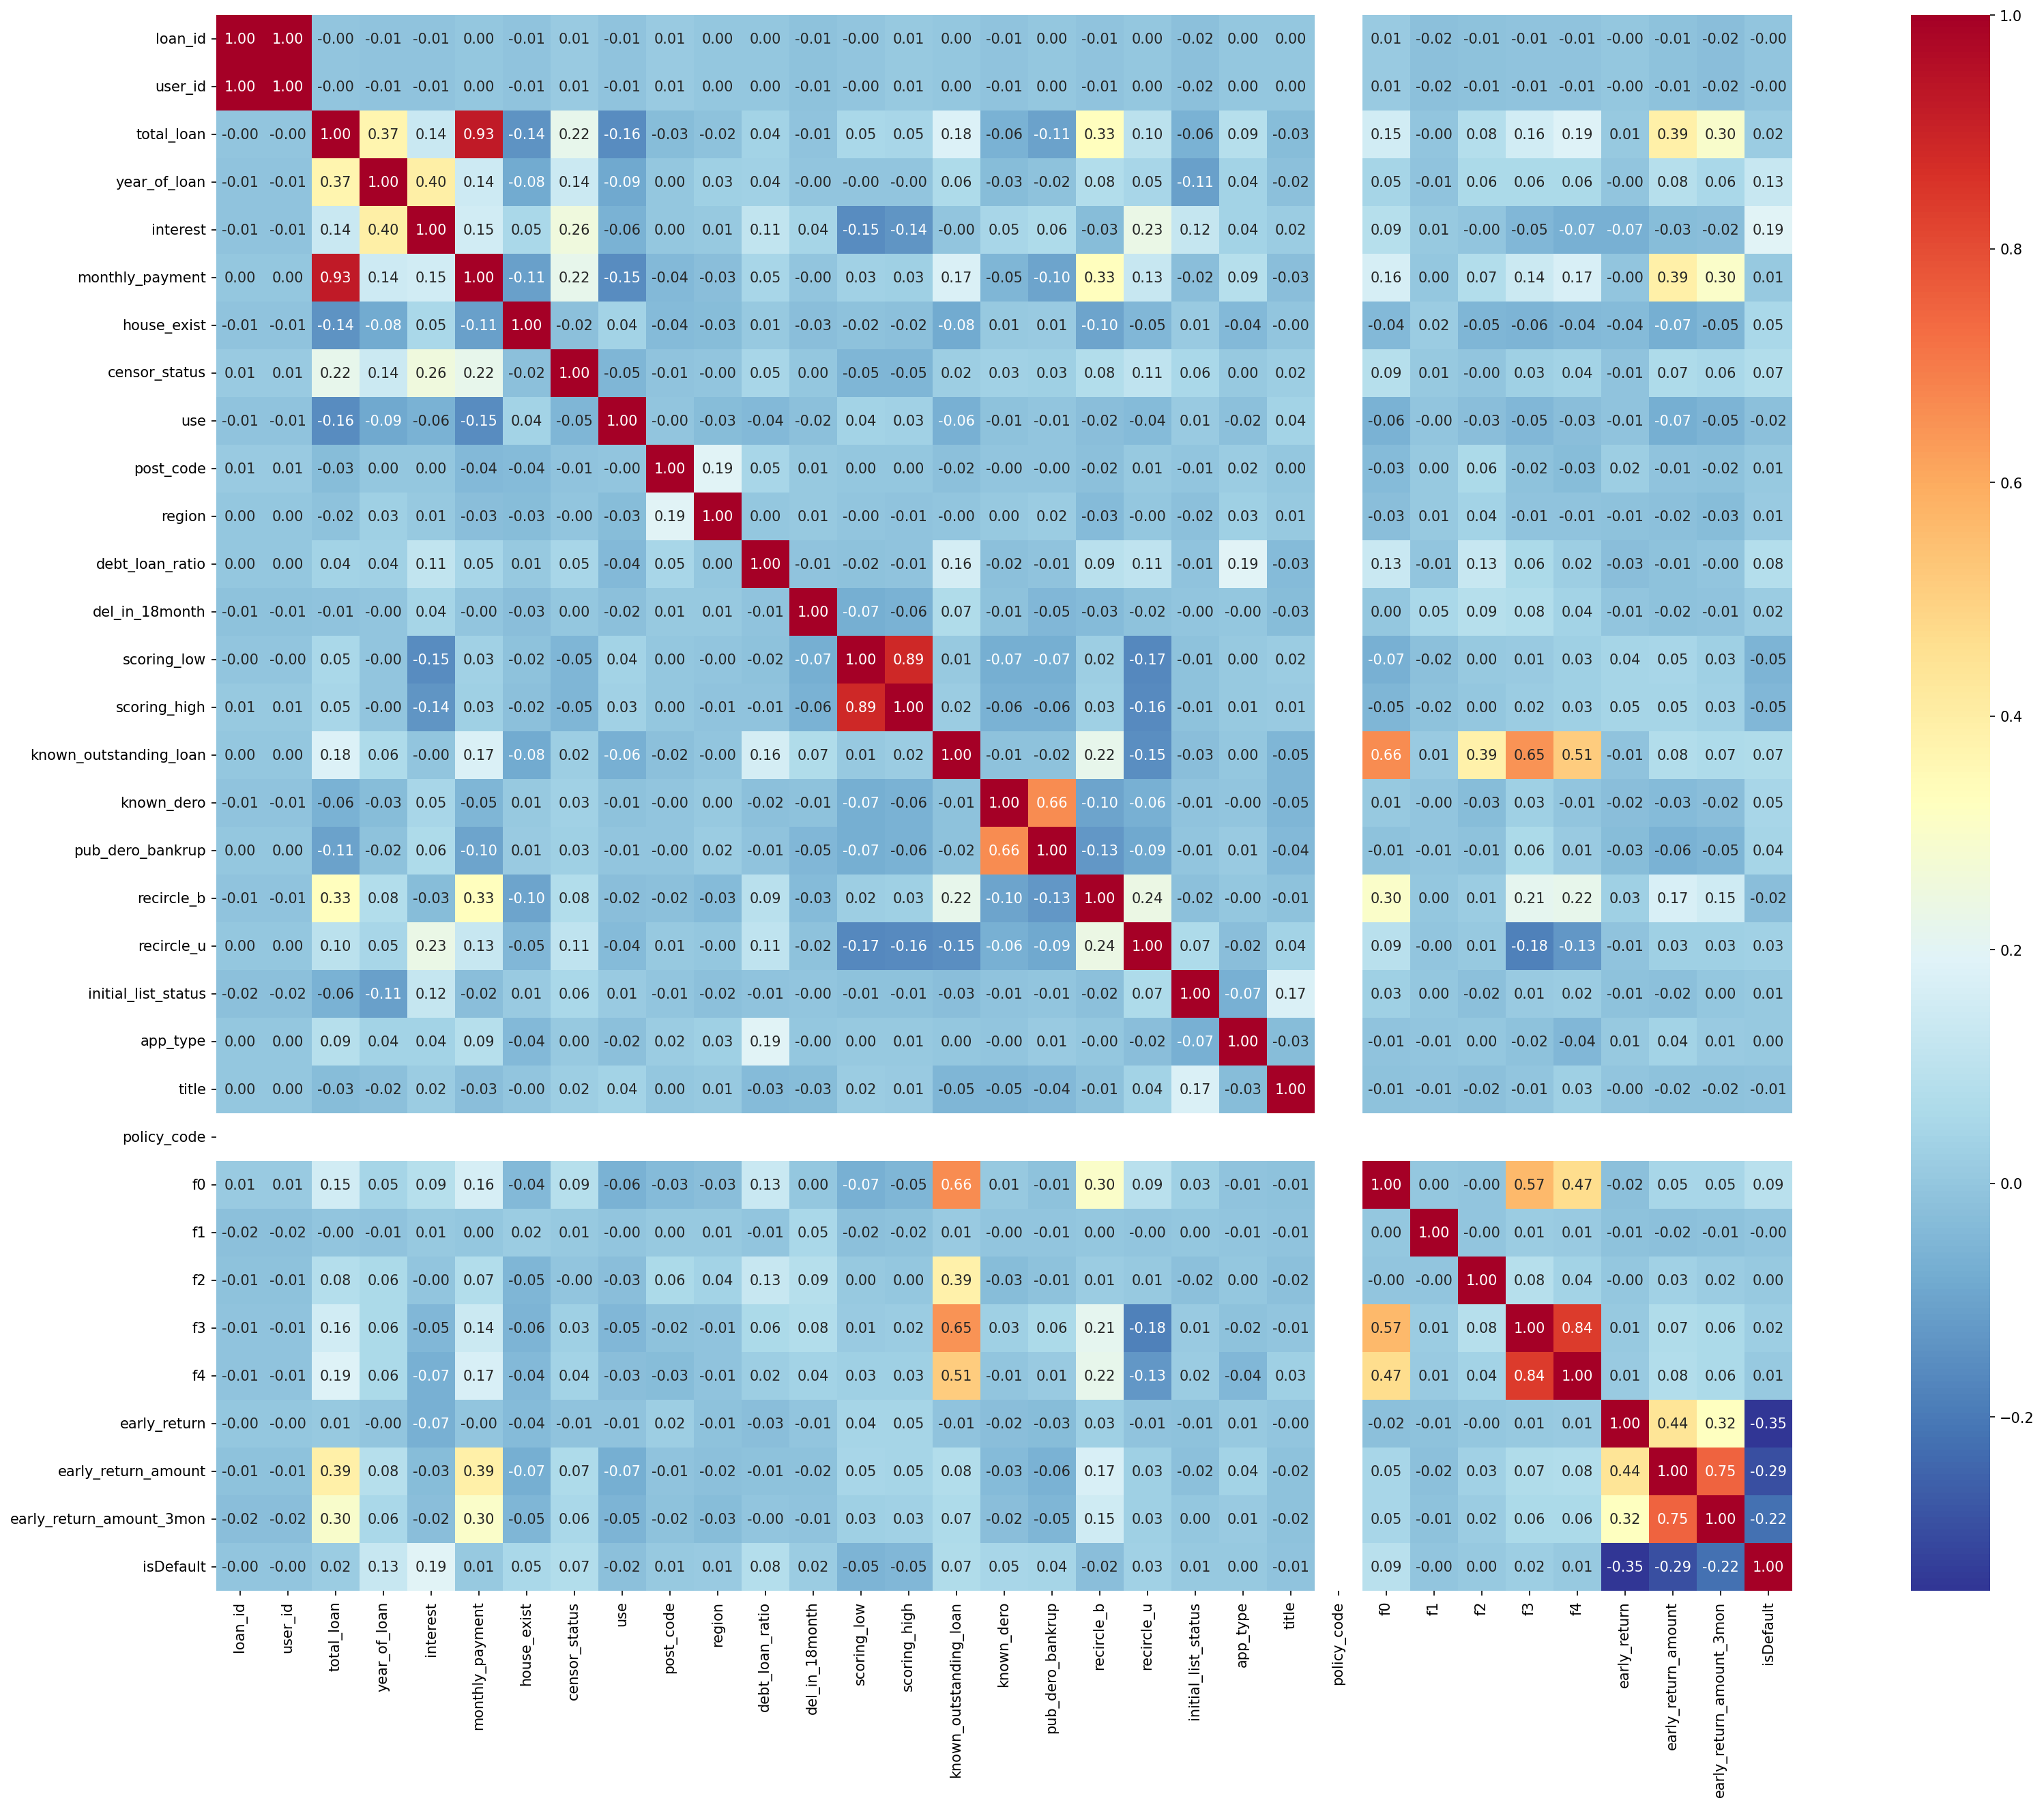 loan_id 1.00 1.00 -0.00 -0.01 -0.01 0.00 -0.01 0.01 -0.01 0.01 0.00 0.00 -0.01 -0.00 0.01 0.00 -0.01 0.00 -0.01 0.00 -0.02 0.00 0.00 0.01 -0.02 -0.01 -0.01 -0.01 -0.00 -0.01 -0.02 -0.00 1.0
user_id 1.00 1.00 -0.00 -0.01 -0.01 0.00 -0.01 0.01 -0.01 0.01 0.00 0.00 -0.01 -0.00 0.01 0.00 -0.01 0.00 -0.01 0.00 -0.02 0.00 0.00 0.01 -0.02 -0.01 -0.01 -0.01 -0.00 -0.01 -0.02 -0.00
total_loan -0.00 -0.00 1.00 0.37 0.14 0.93 -0.14 0.22 -0.16 -0.03 -0.02 0.04 -0.01 0.05 0.05 0.18 -0.06 -0.11 0.33 0.10 -0.06 0.09 -0.03 0.15 -0.00 0.08 0.16 0.19 0.01 0.39 0.30 0.02
year_of_loan -0.01 -0.01 0.37 1.00 0.40 0.14 -0.08 0.14 -0.09 0.00 0.03 0.04 -0.00 -0.00 -0.00 0.06 -0.03 -0.02 0.08 0.05 -0.11 0.04 -0.02 0.05 -0.01 0.06 0.06 0.06 -0.00 0.08 0.06 0.13
interest -0.01 -0.01 0.14 0.40 1.00 0.15 0.05 0.26 -0.06 0.00 0.01 0.11 0.04 -0.15 -0.14 -0.00 0.05 0.06 -0.03 0.23 0.12 0.04 0.02 0.09 0.01 -0.00 -0.05 -0.07 -0.07 -0.03 -0.02 0.19
0.8
monthly_payment 0.00 0.00 0.93 0.14 0.15 1.00 -0.11 0.22 -0.15 -0.04 -0.03 0.05 -0.00 0.03 0.03 0.17 -0.05 -0.10 0.33 0.13 -0.02 0.09 -0.03 0.16 0.00 0.07 0.14 0.17 -0.00 0.39 0.30 0.01
house_exist -0.01 -0.01 -0.14 -0.08 0.05 -0.11 1.00 -0.02 0.04 -0.04 -0.03 0.01 -0.03 -0.02 -0.02 -0.08 0.01 0.01 -0.10 -0.05 0.01 -0.04 -0.00 -0.04 0.02 -0.05 -0.06 -0.04 -0.04 -0.07 -0.05 0.05
censor_status 0.01 0.01 0.22 0.14 0.26 0.22 -0.02 1.00 -0.05 -0.01 -0.00 0.05 0.00 -0.05 -0.05 0.02 0.03 0.03 0.08 0.11 0.06 0.00 0.02 0.09 0.01 -0.00 0.03 0.04 -0.01 0.07 0.06 0.07
use -0.01 -0.01 -0.16 -0.09 -0.06 -0.15 0.04 -0.05 1.00 -0.00 -0.03 -0.04 -0.02 0.04 0.03 -0.06 -0.01 -0.01 -0.02 -0.04 0.01 -0.02 0.04 -0.06 -0.00 -0.03 -0.05 -0.03 -0.01 -0.07 -0.05 -0.02
post_code 0.01 0.01 -0.03 0.00 0.00 -0.04 -0.04 -0.01 -0.00 1.00 0.19 0.05 0.01 0.00 0.00 -0.02 -0.00 -0.00 -0.02 0.01 -0.01 0.02 0.00 -0.03 0.00 0.06 -0.02 -0.03 0.02 -0.01 -0.02 0.01
0.6
region 0.00 0.00 -0.02 0.03 0.01 -0.03 -0.03 -0.00 -0.03 0.19 1.00 0.00 0.01 -0.00 -0.01 -0.00 0.00 0.02 -0.03 -0.00 -0.02 0.03 0.01 -0.03 0.01 0.04 -0.01 -0.01 -0.01 -0.02 -0.03 0.01
debt_loan_ratio 0.00 0.00 0.04 0.04 0.11 0.05 0.01 0.05 -0.04 0.05 0.00 1.00 -0.01 -0.02 -0.01 0.16 -0.02 -0.01 0.09 0.11 -0.01 0.19 -0.03 0.13 -0.01 0.13 0.06 0.02 -0.03 -0.01 -0.00 0.08
del_in_18month -0.01 -0.01 -0.01 -0.00 0.04 -0.00 -0.03 0.00 -0.02 0.01 0.01 -0.01 1.00 -0.07 -0.06 0.07 -0.01 -0.05 -0.03 -0.02 -0.00 -0.00 -0.03 0.00 0.05 0.09 0.08 0.04 -0.01 -0.02 -0.01 0.02
scoring_low -0.00 -0.00 0.05 -0.00 -0.15 0.03 -0.02 -0.05 0.04 0.00 -0.00 -0.02 -0.07 1.00 0.89 0.01 -0.07 -0.07 0.02 -0.17 -0.01 0.00 0.02 -0.07 -0.02 0.00 0.01 0.03 0.04 0.05 0.03 -0.05
scoring_high 0.01 0.01 0.05 -0.00 -0.14 0.03 -0.02 -0.05 0.03 0.00 -0.01 -0.01 -0.06 0.89 1.00 0.02 -0.06 -0.06 0.03 -0.16 -0.01 0.01 0.01 -0.05 -0.02 0.00 0.02 0.03 0.05 0.05 0.03 -0.05
0.4
known_outstanding_loan 0.00 0.00 0.18 0.06 -0.00 0.17 -0.08 0.02 -0.06 -0.02 -0.00 0.16 0.07 0.01 0.02 1.00 -0.01 -0.02 0.22 -0.15 -0.03 0.00 -0.05 0.66 0.01 0.39 0.65 0.51 -0.01 0.08 0.07 0.07
known_dero -0.01 -0.01 -0.06 -0.03 0.05 -0.05 0.01 0.03 -0.01 -0.00 0.00 -0.02 -0.01 -0.07 -0.06 -0.01 1.00 0.66 -0.10 -0.06 -0.01 -0.00 -0.05 0.01 -0.00 -0.03 0.03 -0.01 -0.02 -0.03 -0.02 0.05
pub_dero_bankrup 0.00 0.00 -0.11 -0.02 0.06 -0.10 0.01 0.03 -0.01 -0.00 0.02 -0.01 -0.05 -0.07 -0.06 -0.02 0.66 1.00 -0.13 -0.09 -0.01 0.01 -0.04 -0.01 -0.01 -0.01 0.06 0.01 -0.03 -0.06 -0.05 0.04
recircle_b -0.01 -0.01 0.33 0.08 -0.03 0.33 -0.10 0.08 -0.02 -0.02 -0.03 0.09 -0.03 0.02 0.03 0.22 -0.10 -0.13 1.00 0.24 -0.02 -0.00 -0.01 0.30 0.00 0.01 0.21 0.22 0.03 0.17 0.15 -0.02
recircle_u 0.00 0.00 0.10 0.05 0.23 0.13 -0.05 0.11 -0.04 0.01 -0.00 0.11 -0.02 -0.17 -0.16 -0.15 -0.06 -0.09 0.24 1.00 0.07 -0.02 0.04 0.09 -0.00 0.01 -0.18 -0.13 -0.01 0.03 0.03 0.03
0.2
initial_list_status -0.02 -0.02 -0.06 -0.11 0.12 -0.02 0.01 0.06 0.01 -0.01 -0.02 -0.01 -0.00 -0.01 -0.01 -0.03 -0.01 -0.01 -0.02 0.07 1.00 -0.07 0.17 0.03 0.00 -0.02 0.01 0.02 -0.01 -0.02 0.00 0.01
app_type 0.00 0.00 0.09 0.04 0.04 0.09 -0.04 0.00 -0.02 0.02 0.03 0.19 -0.00 0.00 0.01 0.00 -0.00 0.01 -0.00 -0.02 -0.07 1.00 -0.03 -0.01 -0.01 0.00 -0.02 -0.04 0.01 0.04 0.01 0.00
title 0.00 0.00 -0.03 -0.02 0.02 -0.03 -0.00 0.02 0.04 0.00 0.01 -0.03 -0.03 0.02 0.01 -0.05 -0.05 -0.04 -0.01 0.04 0.17 -0.03 1.00 -0.01 -0.01 -0.02 -0.01 0.03 -0.00 -0.02 -0.02 -0.01
policy_code
f0 0.01 0.01 0.15 0.05 0.09 0.16 -0.04 0.09 -0.06 -0.03 -0.03 0.13 0.00 -0.07 -0.05 0.66 0.01 -0.01 0.30 0.09 0.03 -0.01 -0.01 1.00 0.00 -0.00 0.57 0.47 -0.02 0.05 0.05 0.09 0.0
f1 -0.02 -0.02 -0.00 -0.01 0.01 0.00 0.02 0.01 -0.00 0.00 0.01 -0.01 0.05 -0.02 -0.02 0.01 -0.00 -0.01 0.00 -0.00 0.00 -0.01 -0.01 0.00 1.00 -0.00 0.01 0.01 -0.01 -0.02 -0.01 -0.00
f2 -0.01 -0.01 0.08 0.06 -0.00 0.07 -0.05 -0.00 -0.03 0.06 0.04 0.13 0.09 0.00 0.00 0.39 -0.03 -0.01 0.01 0.01 -0.02 0.00 -0.02 -0.00 -0.00 1.00 0.08 0.04 -0.00 0.03 0.02 0.00
f3 -0.01 -0.01 0.16 0.06 -0.05 0.14 -0.06 0.03 -0.05 -0.02 -0.01 0.06 0.08 0.01 0.02 0.65 0.03 0.06 0.21 -0.18 0.01 -0.02 -0.01 0.57 0.01 0.08 1.00 0.84 0.01 0.07 0.06 0.02
f4 -0.01 -0.01 0.19 0.06 -0.07 0.17 -0.04 0.04 -0.03 -0.03 -0.01 0.02 0.04 0.03 0.03 0.51 -0.01 0.01 0.22 -0.13 0.02 -0.04 0.03 0.47 0.01 0.04 0.84 1.00 0.01 0.08 0.06 0.01
early_return -0.00 -0.00 0.01 -0.00 -0.07 -0.00 -0.04 -0.01 -0.01 0.02 -0.01 -0.03 -0.01 0.04 0.05 -0.01 -0.02 -0.03 0.03 -0.01 -0.01 0.01 -0.00 -0.02 -0.01 -0.00 0.01 0.01 1.00 0.44 0.32 -0.35 −0.2
early_return_amount -0.01 -0.01 0.39 0.08 -0.03 0.39 -0.07 0.07 -0.07 -0.01 -0.02 -0.01 -0.02 0.05 0.05 0.08 -0.03 -0.06 0.17 0.03 -0.02 0.04 -0.02 0.05 -0.02 0.03 0.07 0.08 0.44 1.00 0.75 -0.29
early_return_amount_3mon -0.02 -0.02 0.30 0.06 -0.02 0.30 -0.05 0.06 -0.05 -0.02 -0.03 -0.00 -0.01 0.03 0.03 0.07 -0.02 -0.05 0.15 0.03 0.00 0.01 -0.02 0.05 -0.01 0.02 0.06 0.06 0.32 0.75 1.00 -0.22
isDefault -0.00 -0.00 0.02 0.13 0.19 0.01 0.05 0.07 -0.02 0.01 0.01 0.08 0.02 -0.05 -0.05 0.07 0.05 0.04 -0.02 0.03 0.01 0.00 -0.01 0.09 -0.00 0.00 0.02 0.01 -0.35 -0.29 -0.22 1.00
loan_id
user_id
total_loan
year_of_loan
interest
monthly_payment
house_exist
censor_status
use
post_code
region
debt_loan_ratio
del_in_18month
scoring_low
scoring_high
known_outstanding_loan
known_dero
pub_dero_bankrup
recircle_b
recircle_u
initial_list_status
app_type
title
policy_code
f0
f1
f2
f3
f4
early_return
early_return_amount
early_return_amount_3mon
isDefault